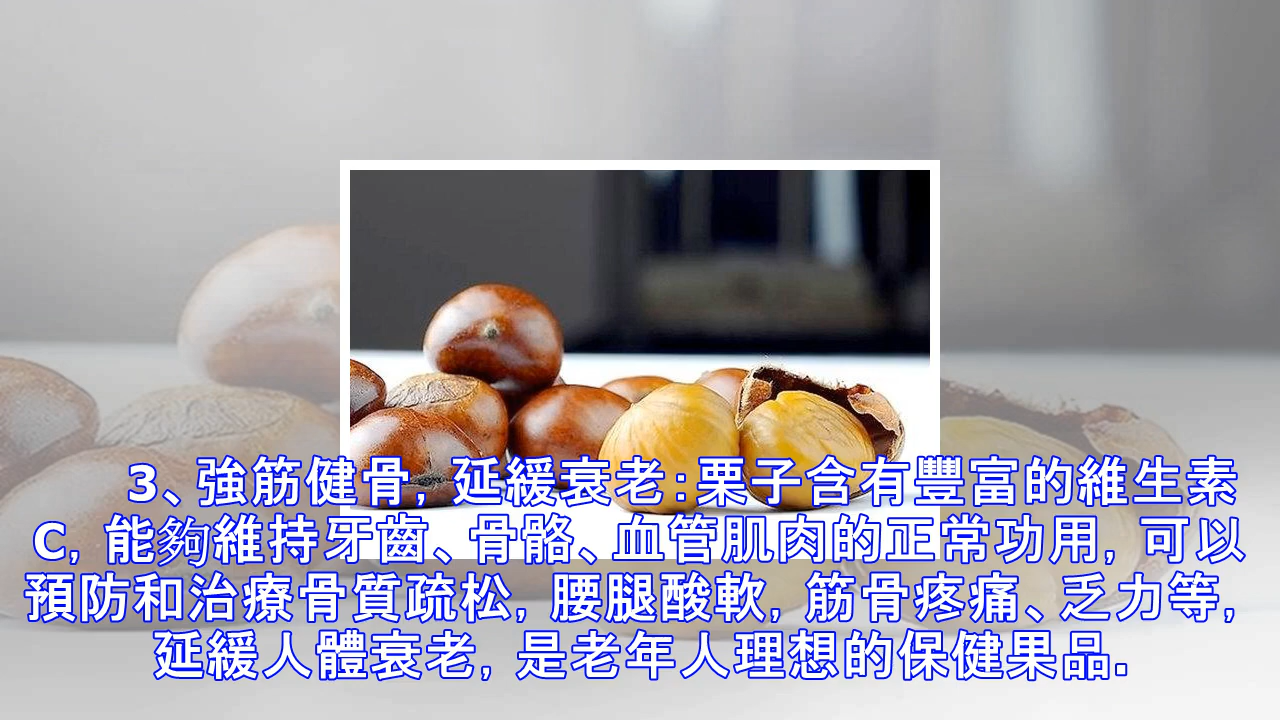 3、強筋健骨, 延緩衰老:栗子含有豐富的維生素
C, 能夠維持牙齒、骨骼、血管肌肉的正常功用, 可以
預防和治療骨質疏松, 腰腿酸軟, 筋骨疼痛、乏力等,
延緩人體衰老, 是老年人理想的保健果品.